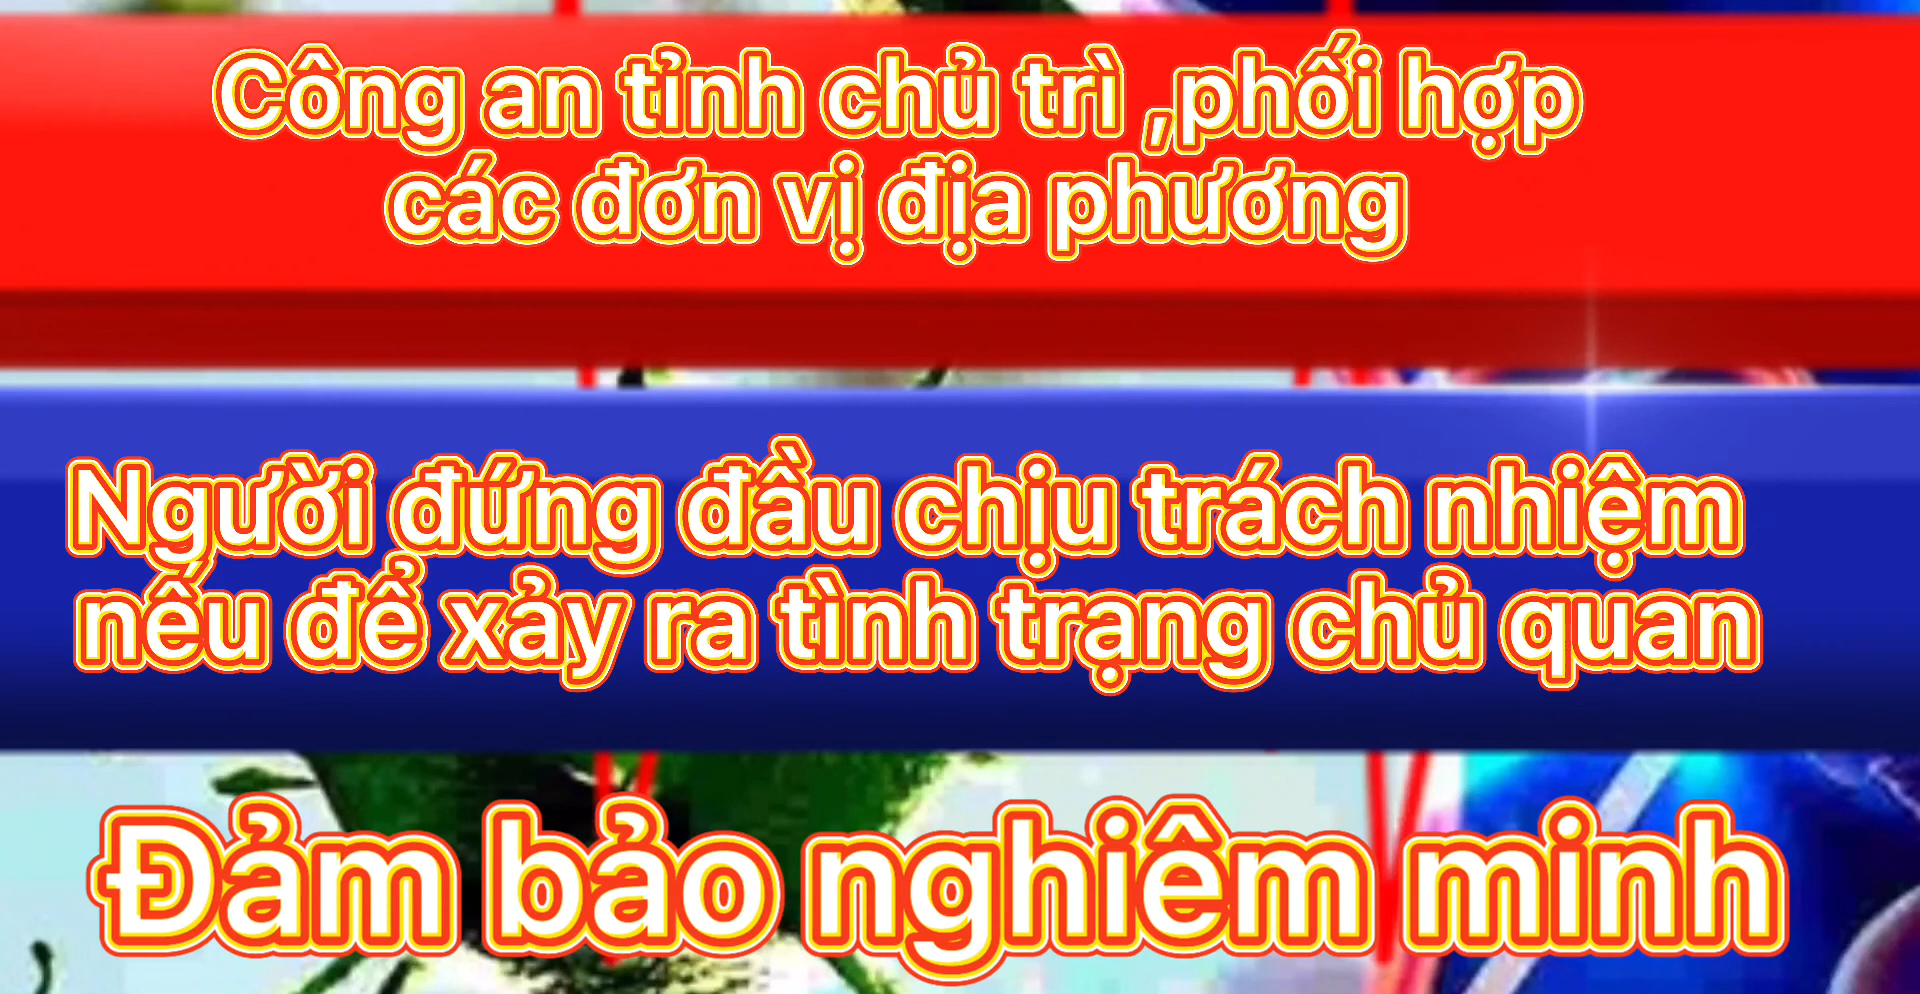 Công an tỉnh chủ trì ,phối hợp
các đơn vị địa phương
Người đứng đầu chịu trách nhiệm
nếu để xảy ra tình trạng chủ quan
Đảm bảo nghiêm minh